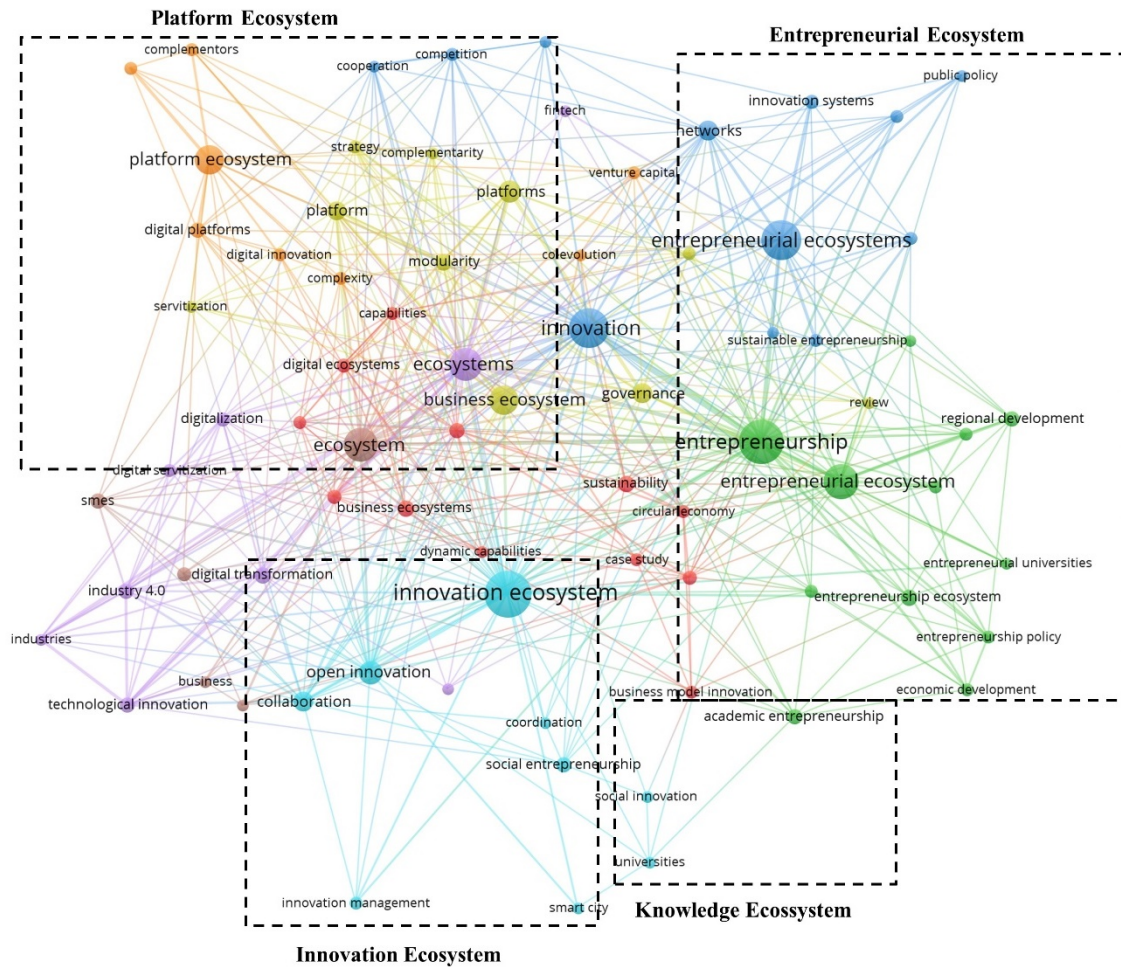 Platform Ecosystem
Entrepreneurial Ecosystem
complementors
competition
cooperation
public policy
innovation systems
fintech
networks
strategy
complementarity
platform ecosystem
venture capital
platforms
platform
digital platforms
entrepreneurial ecosystems
digital innovation
coevolution
modularity
complexity
servitization
capabilities
innovation
sustainable entrepreneurship
digital ecosystems
ecosystems
governance
business ecosystem
review
digitalization
regional development
ecosystem
entrepreneurship
digital servitization
entrepreneurial ecosystem
sustainability
smes
business ecosystems
circular economy
dynamic capabilities
case study
entrepreneurial universities
digital transformation
industry 4.0
innovation ecosystem
entrepreneurship ecosystem
industries
entrepreneurship policy
open innovation
business
business model innovation
economic development
technological innovation
collaboration
academic entrepreneurship
coordination
social entrepreneurship
social innovation
universities
innovation management
smart city
Knowledge Ecossystem
Innovation Ecosystem